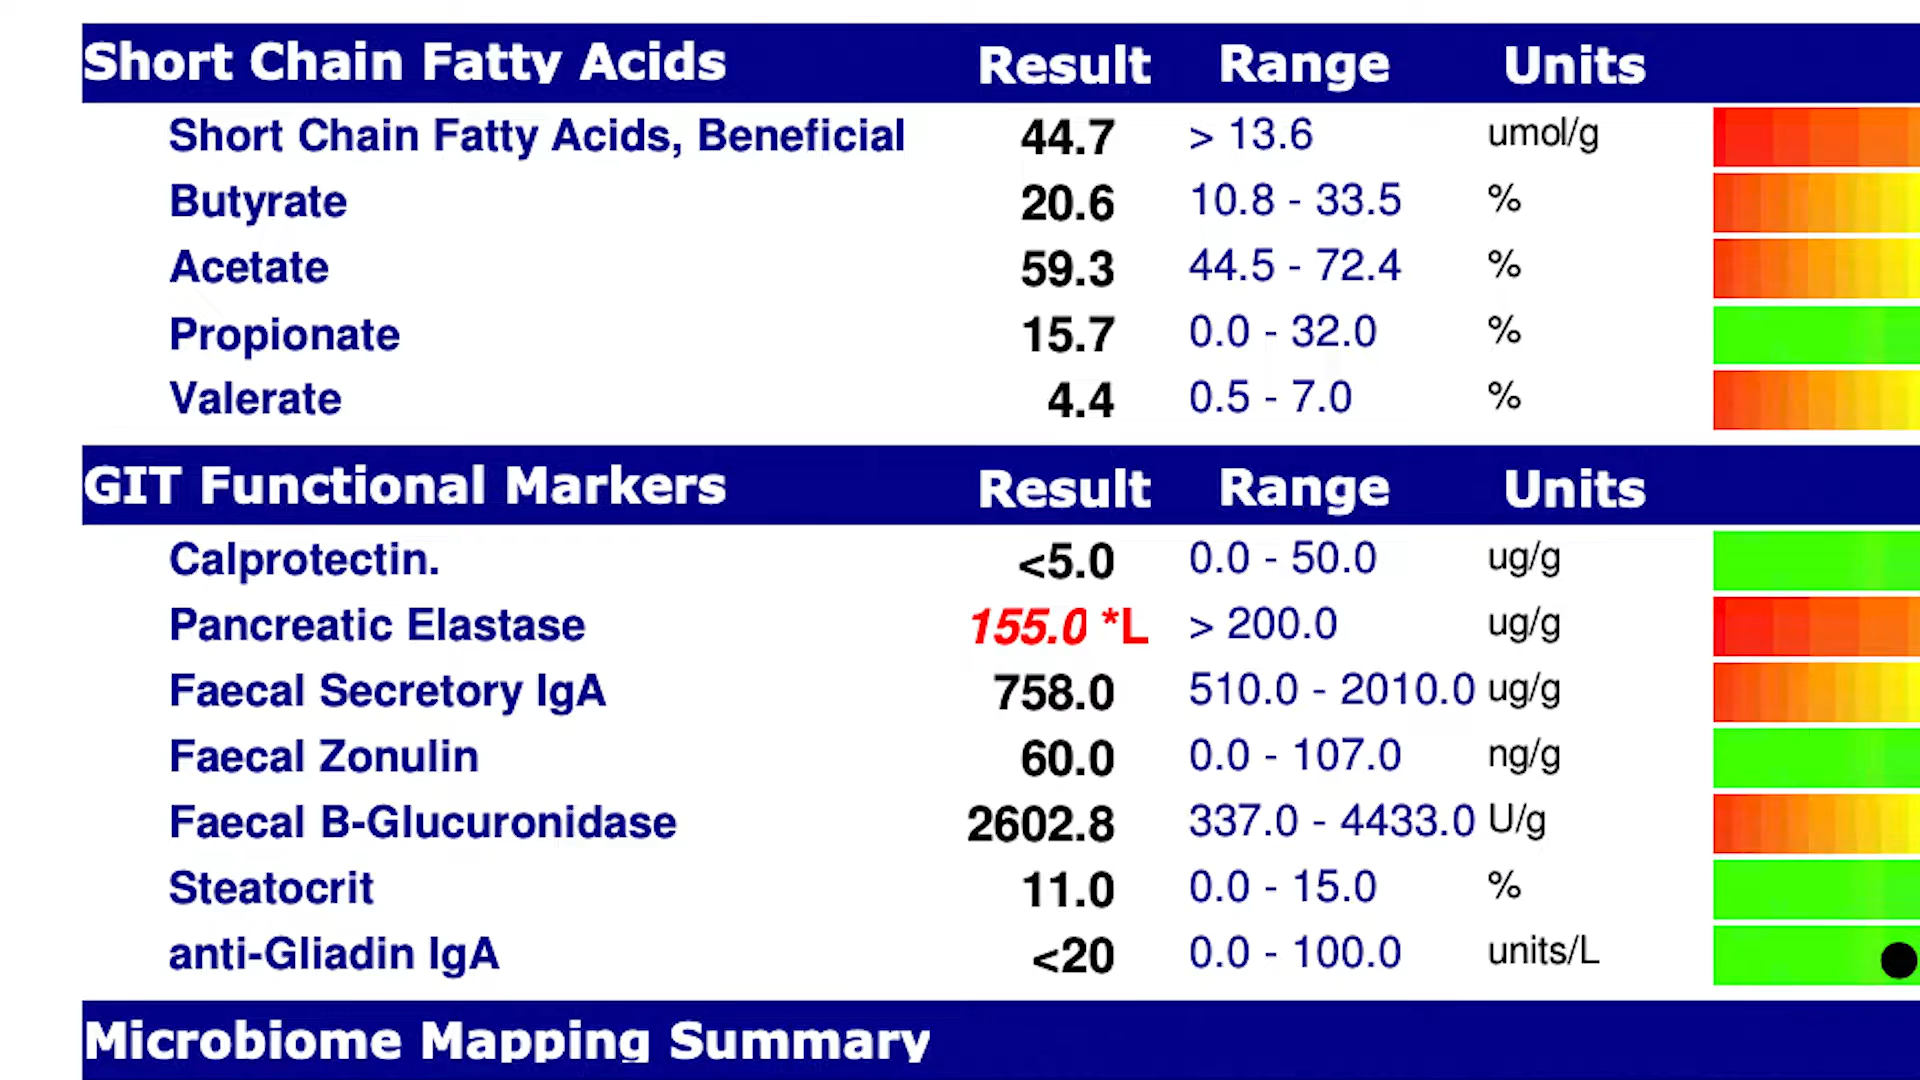 Short Chain Fatty Acids Result Range Units
Short Chain Fatty Acids, Beneficial 44.7 > 13.6 umol/g
Butyrate 20.6 10.8 - 33.5 %
Acetate 59.3 44.5 - 72.4 %
Propionate 15.7 0.0 - 32.0 %
Valerate 4.4 0.5 - 7.0 %
GIT Functional Markers Result Range Units
Calprotectin. <5.0 0.0 - 50.0 ug/g
Pancreatic Elastase 155.0 *L > 200.0 ug/g
Faecal Secretory IgA 758.0 510.0 - 2010.0 ug/g
Faecal Zonulin 60.0 0.0 - 107.0 ng/g
Faecal B-Glucuronidase 2602.8 337.0 - 4433.0 U/g
Steatocrit 11.0 0.0 - 15.0 %
anti-Gliadin IgA <20 0.0 - 100.0 units/L
Microbiome Mapping Summary